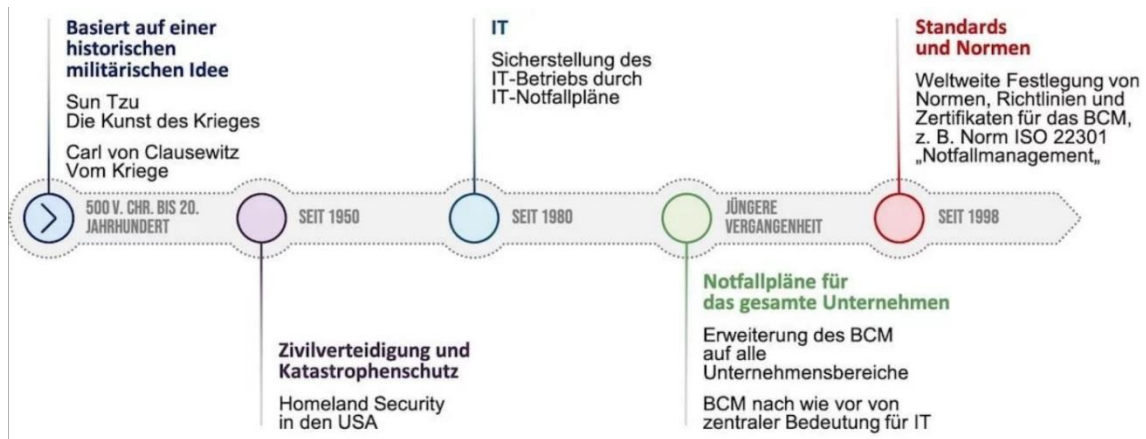 Basiert auf einer
historischen
militärischen Idee
Sun Tzu
Die Kunst des Krieges
Carl von Clausewitz
Vom Kriege
500 V. CHR. BIS 20.
JAHRHUNDERT
SEIT 1950
Zivilverteidigung und
Katastrophenschutz
Homeland Security
in den USA
IT
Sicherstellung des
IT-Betriebs durch
IT-Notfallpläne
SEIT 1980
JÜNGERE
VERGANGENHEIT
Notfallpläne für
das gesamte Unternehmen
Erweiterung des BCM
auf alle
Unternehmensbereiche
BCM nach wie vor von
zentraler Bedeutung für IT
Standards
und Normen
Weltweite Festlegung von
Normen, Richtlinien und
Zertifikaten für das BCM,
z. B. Norm ISO 22301
„Notfallmanagement„
SEIT 1998